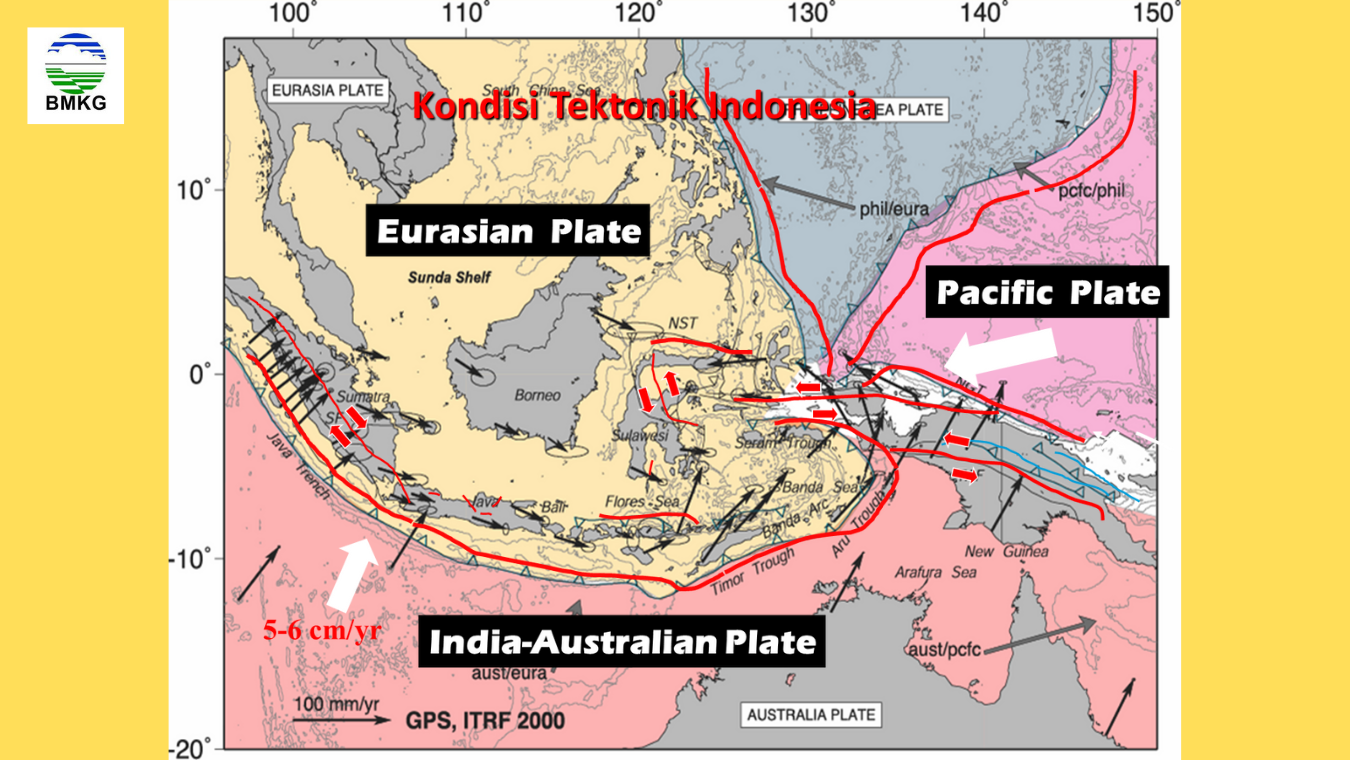 100°
110°
120°
130°
140°
150°
BMKG
EURASIA PLATE
South China Sea
Kondisi Tektonik Indonesia
SEA PLATE
10°
phil/eura
pcfc/phil
Eurasian Plate
Sunda Shelf
Pacific Plate
NST
0°
Borneo
Sumatra
Sulawesi
Seram Trough
Java Trench
Java
Bali
Flores Sea
Banda Sea
Banda Arc
Aru Trough
Timor Trough
-10°
New Guinea
Arafura Sea
5-6 cm/yr
India-Australian Plate
aust/pcfc
aust/eura
100 mm/yr
GPS, ITRF 2000
AUSTRALIA PLATE
-20°